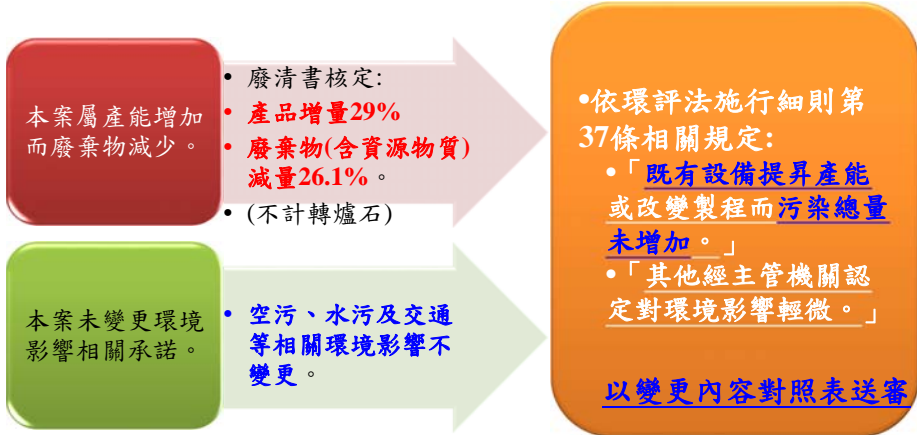 本案屬產能增加
而廢棄物減少。
• 廢清書核定:
• 產品增量29%
• 廢棄物(含資源物質)
減量26.1%。
• (不計轉爐石)
本案未變更環境
影響相關承諾。
• 空污、水污及交通
等相關環境影響不
變更。
•依環評法施行細則第
37條相關規定:
•「既有設備提昇產能
或改變製程而污染總量
未增加。」
•「其他經主管機關認
定對環境影響輕微。」
以變更內容對照表送審